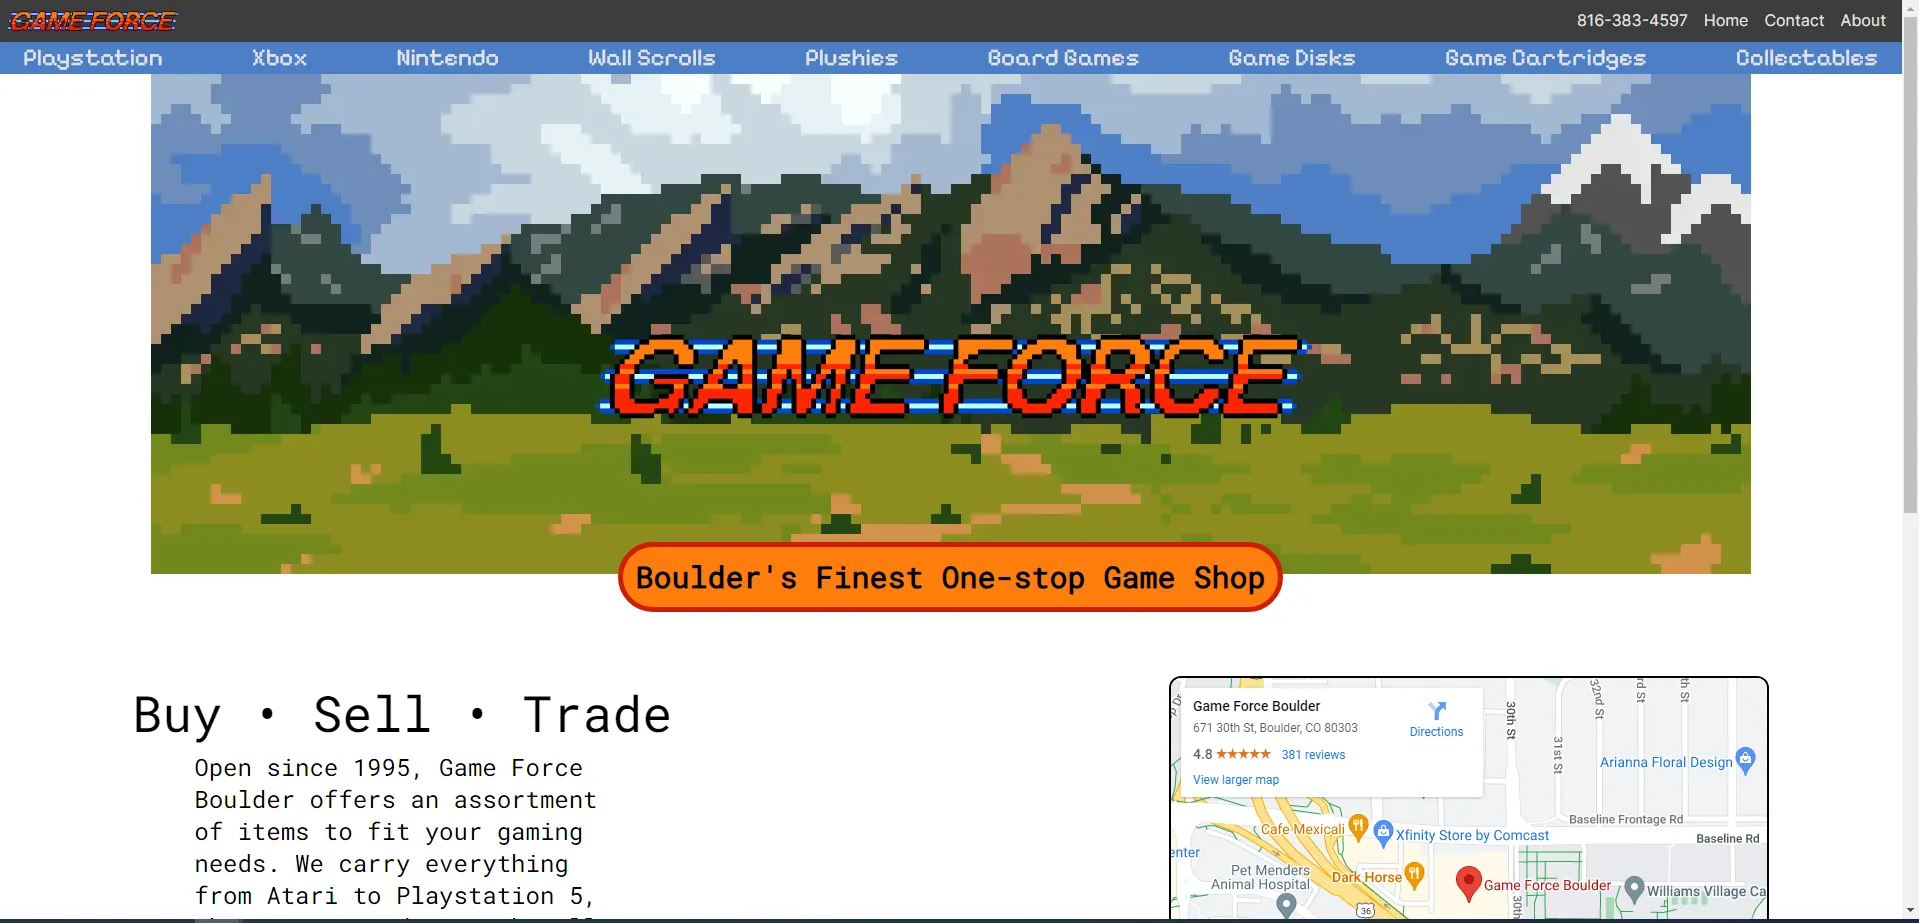 GAME FORCE
816-383-4597 Home Contact About
Playstation Xbox Nintendo Wall Scrolls Plushies Board Games Game Disks Game Cartridges Collectables
GAME FORCE
Boulder's Finest One-stop Game Shop
Buy • Sell • Trade
Open since 1995, Game Force
Boulder offers an assortment
of items to fit your gaming
needs. We carry everything
from Atari to Playstation 5,
Game Force Boulder
671 30th St, Boulder, CO 80303
Directions
4.8 ★★★★★ 381 reviews
View larger map
30th St
31st St
32nd St
rd St
th St
Arianna Floral Design
Baseline Frontage Rd
Baseline Rd
Cafe Mexicali
Xfinity Store by Comcast
enter
Pet Menders
Animal Hospital
Dark Horse
Game Force Boulder
Williams Village Ca
36
30th